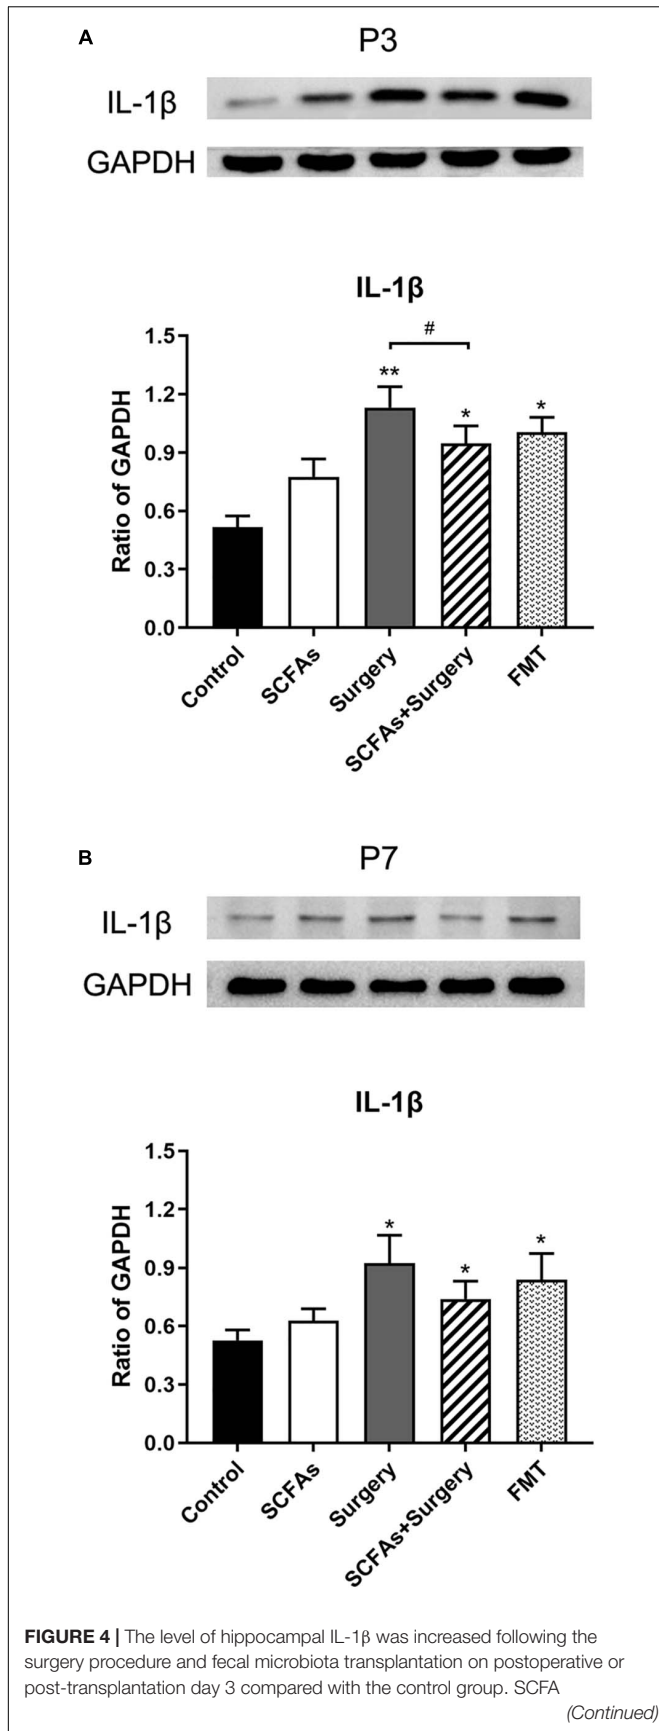 A
P3
IL-1β
GAPDH
IL-1β
#
**
*
*
Ratio of GAPDH
1.5
1.2
0.9
0.6
0.3
0.0
Control
SCFAs
Surgery
SCFAs+Surgery
FMT
B
P7
IL-1β
GAPDH
IL-1β
*
*
*
Ratio of GAPDH
1.5
1.2
0.9
0.6
0.3
0.0
Control
SCFAs
Surgery
SCFAs+Surgery
FMT
FIGURE 4 | The level of hippocampal IL-1β was increased following the
surgery procedure and fecal microbiota transplantation on postoperative or
post-transplantation day 3 compared with the control group. SCFA
(Continued)